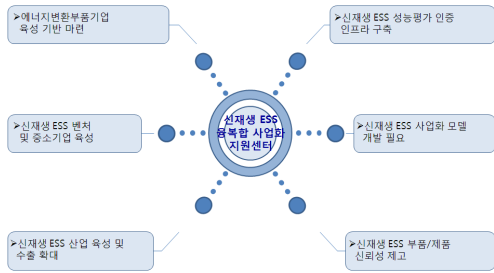 ➢에너지변환부품기업
육성 기반 마련
➢신재생 ESS 성능평가 인증
인프라 구축
➢신재생 ESS 벤처
및 중소기업 육성
신재생 ESS
융복합 사업화
지원센터
➢신재생 ESS 사업화 모델
개발 필요
➢신재생 ESS 산업 육성 및
수출 확대
➢신재생 ESS 부품/제품
신뢰성 제고